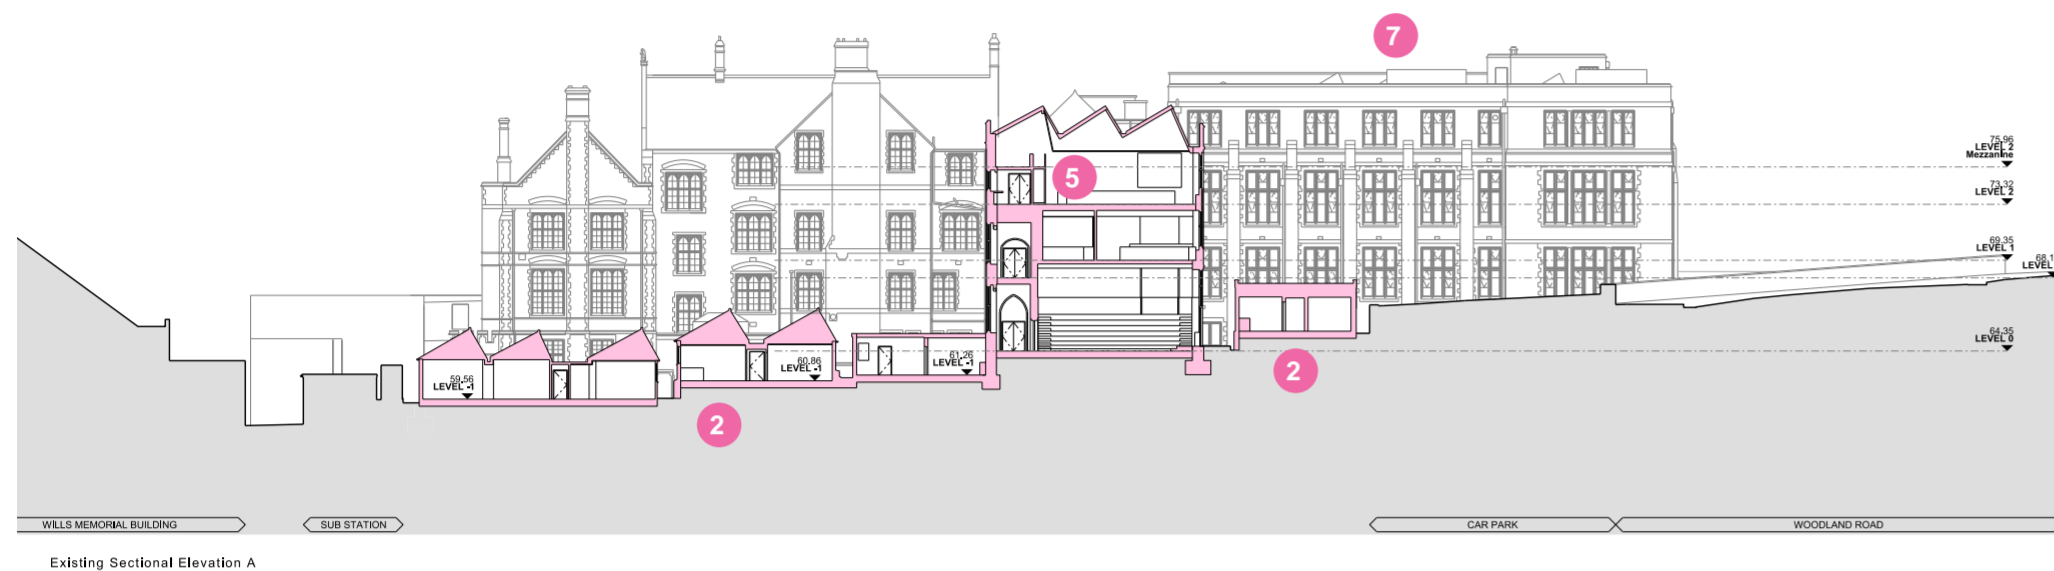 7
75.96
LEVEL 2
Mezzanine
5
73.32
LEVEL 2
69.35
LEVEL 1
68.1
LEVEL
64.35
LEVEL 0
61.26
LEVEL -1
60.86
LEVEL -1
59.56
LEVEL -1
2
2
WILLS MEMORIAL BUILDING
SUB STATION
CAR PARK
WOODLAND ROAD
Existing Sectional Elevation A